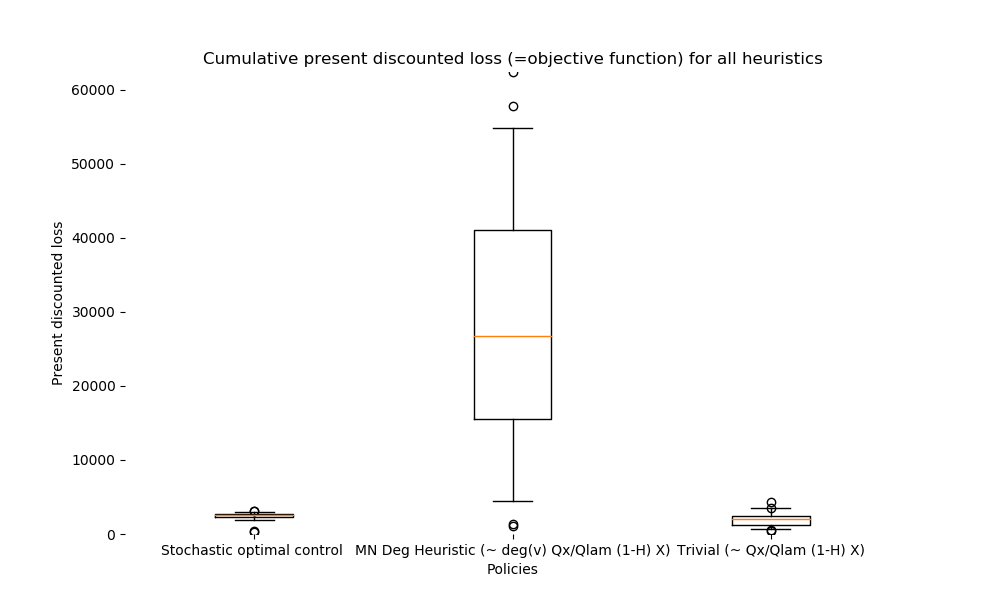 Cumulative present discounted loss (=objective function) for all heuristics
60000
50000
40000
30000
20000
10000
0
Present discounted loss
Stochastic optimal control
MN Deg Heuristic (~ deg(v) Qx/Qlam (1-H) X)
Trivial (~ Qx/Qlam (1-H) X)
Policies